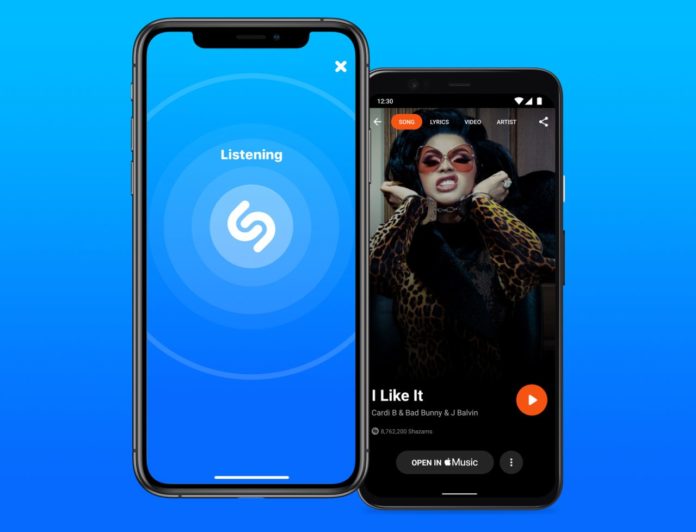 Listening
12:30
SONG LYRICS VIDEO ARTIST
I Like It
Cardi B & Bad Bunny & J Balvin
8,762,200 Shazams
OPEN IN Music